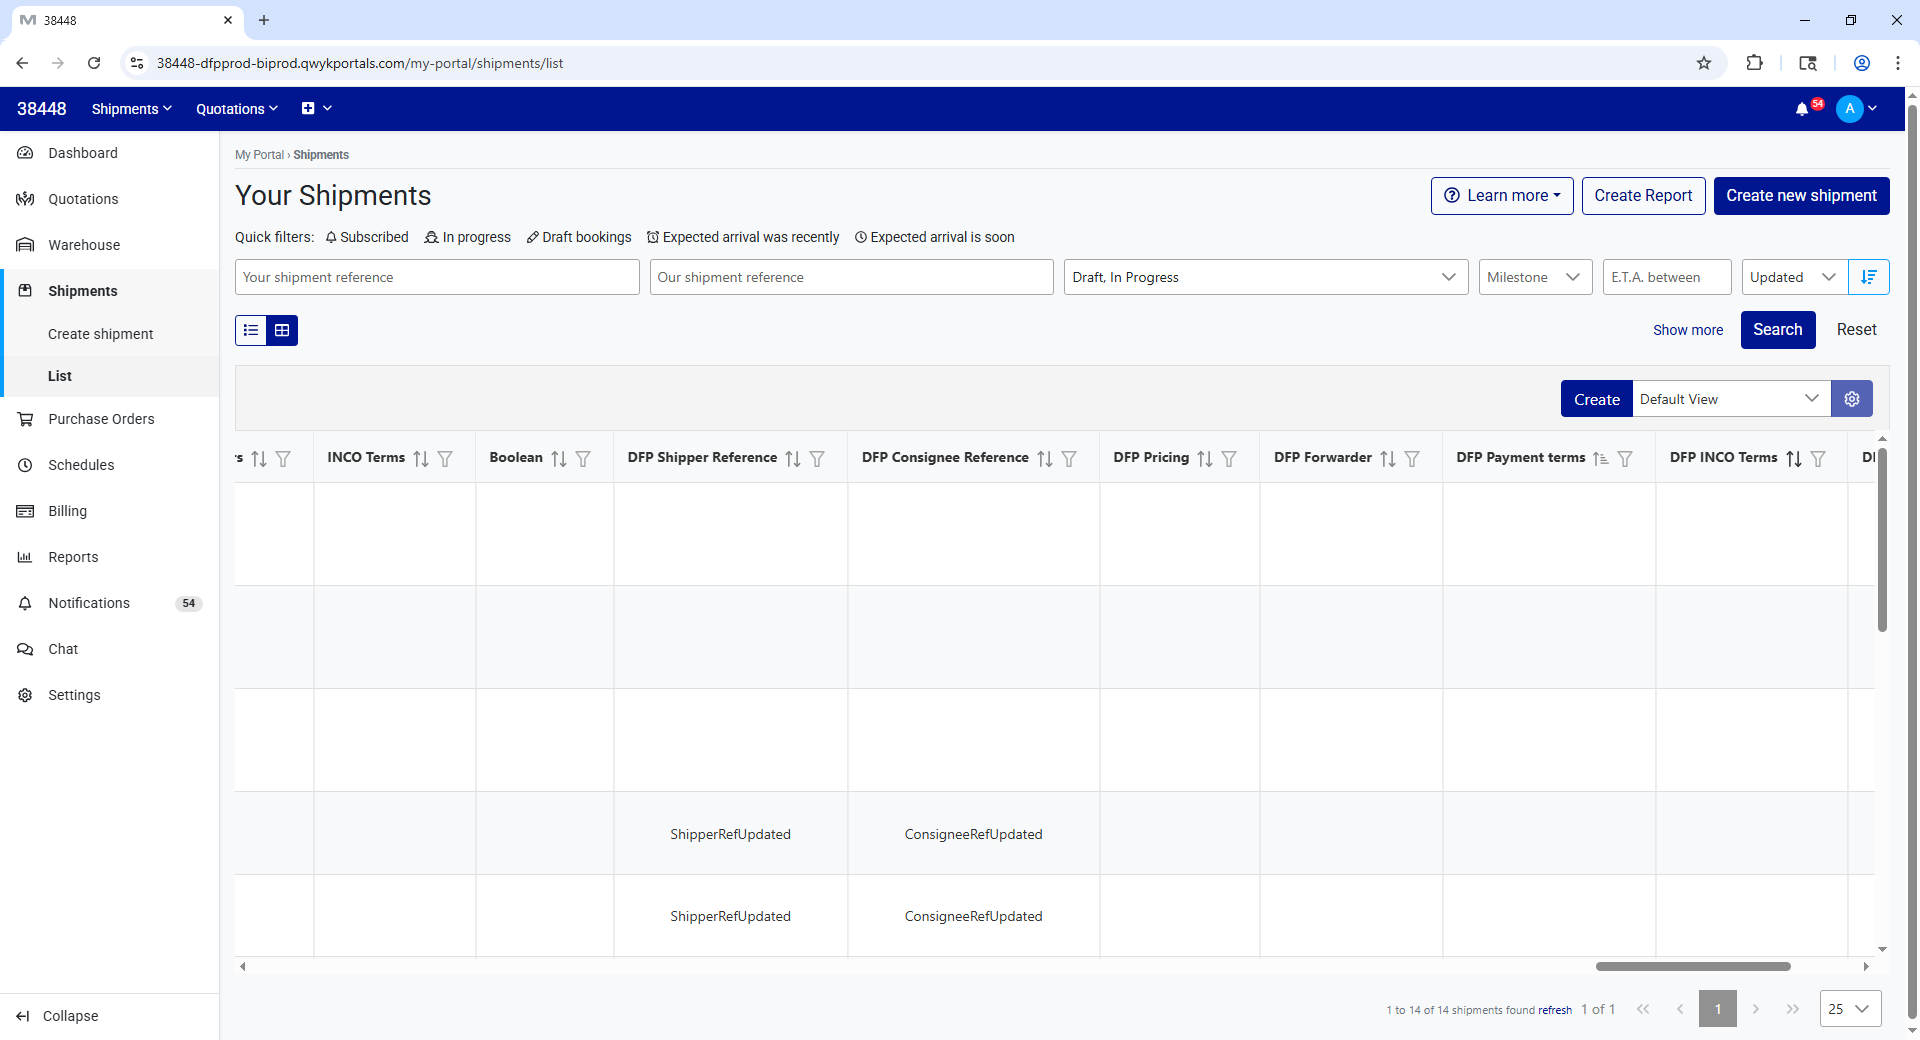 38448
38448-dfpprod-biprod.qwykportals.com/my-portal/shipments/list
38448 Shipments Quotations 54 A
Dashboard
Quotations
Warehouse
Shipments
Create shipment
List
Purchase Orders
Schedules
Billing
Reports
Notifications 54
Chat
Settings
Collapse
My Portal › Shipments
Your Shipments
Learn more Create Report Create new shipment
Quick filters: Subscribed In progress Draft bookings Expected arrival was recently Expected arrival is soon
Your shipment reference Our shipment reference Draft, In Progress Milestone E.T.A. between Updated
Show more Search Reset
Create Default View
INCO Terms Boolean DFP Shipper Reference DFP Consignee Reference DFP Pricing DFP Forwarder DFP Payment terms DFP INCO Terms
ShipperRefUpdated ConsigneeRefUpdated
ShipperRefUpdated ConsigneeRefUpdated
1 to 14 of 14 shipments found refresh 1 of 1 1 25